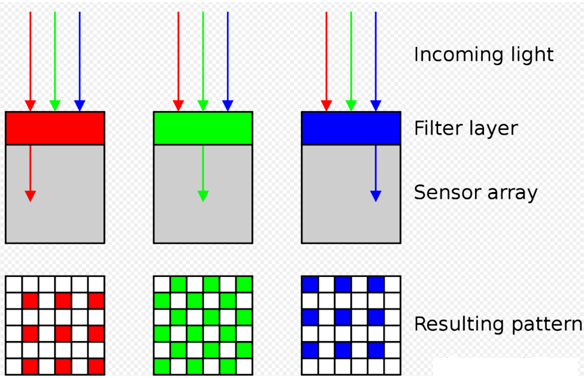 Incoming light
Filter layer
Sensor array
Resulting pattern